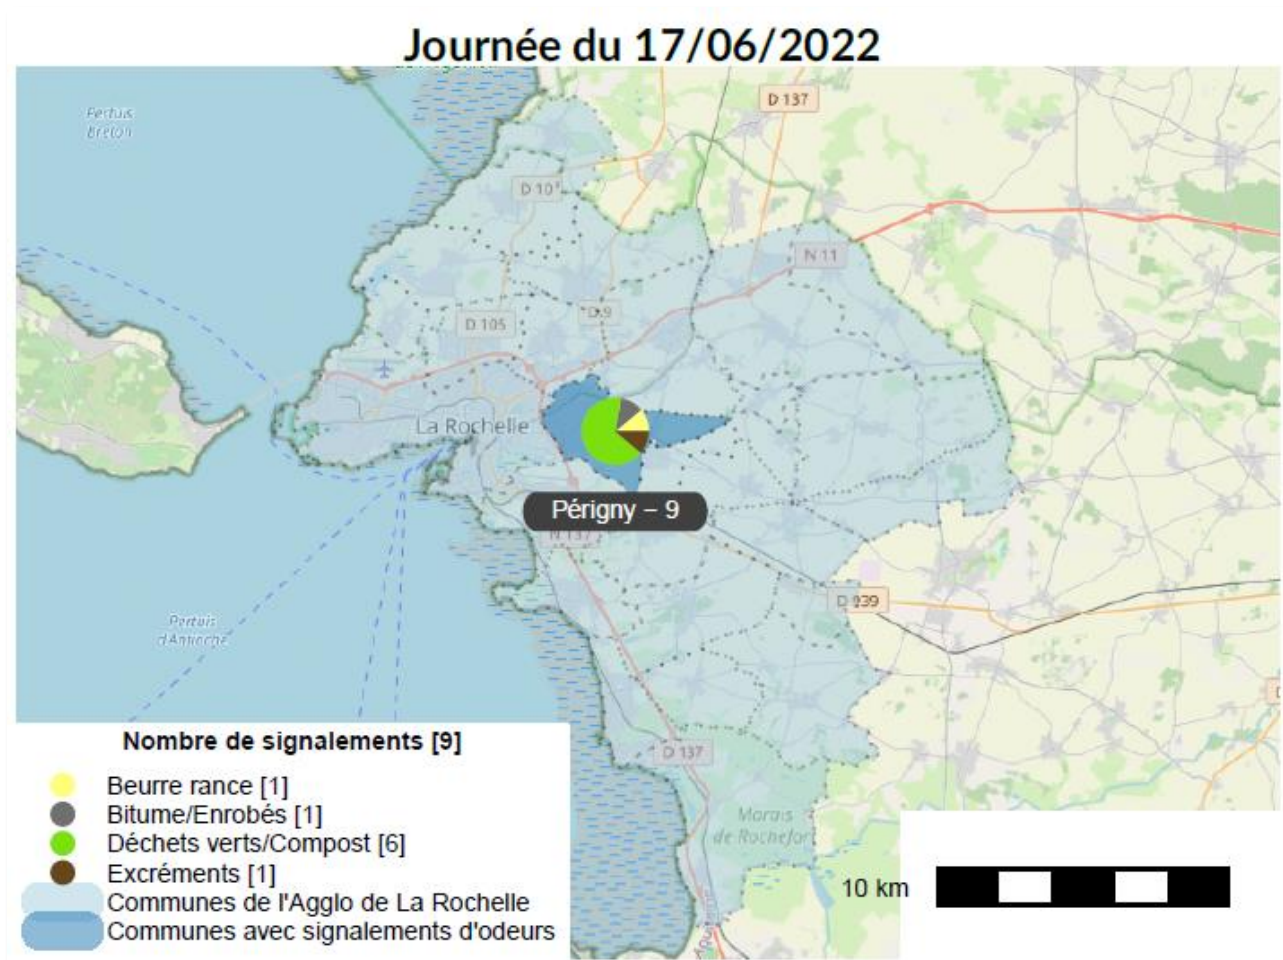 Journée du 17/06/2022
Pertuis
Breton
D 137
D 10
N 11
D 9
D 105
La Rochelle
Périgny – 9
N 137
D 939
Pertuis
d'Antioche
D 137
Marais
de Rochefort
Nombre de signalements [9]
Beurre rance [1]
Bitume/Enrobés [1]
Déchets verts/Compost [6]
Excréments [1]
Communes de l'Agglo de La Rochelle
Communes avec signalements d'odeurs
10 km